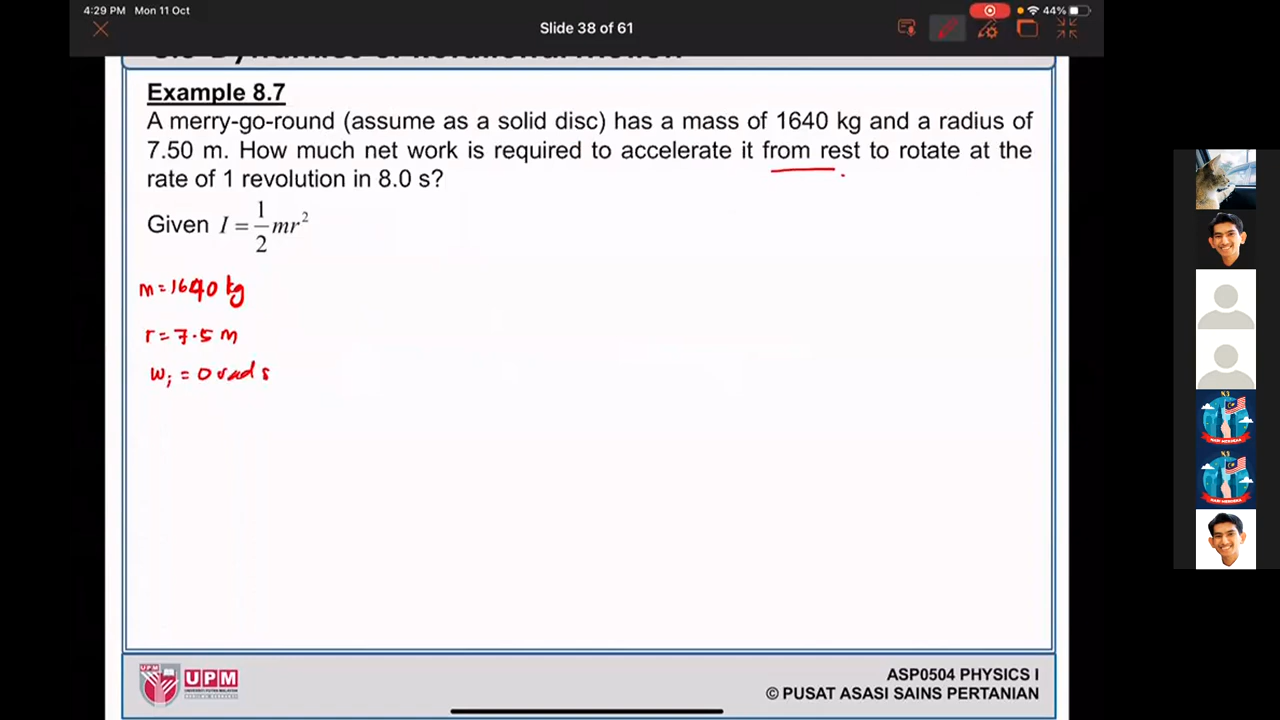 4:29 PM Mon 11 Oct
44%
Slide 38 of 61
Example 8.7
A merry-go-round (assume as a solid disc) has a mass of 1640 kg and a radius of
7.50 m. How much net work is required to accelerate it from rest to rotate at the
rate of 1 revolution in 8.0 s?
Given I = 1/2 mr²
m = 1640 kg
r = 7.5 m
ωi = 0 rad s
UPM
UPM
ASP0504 PHYSICS I
© PUSAT ASASI SAINS PERTANIAN